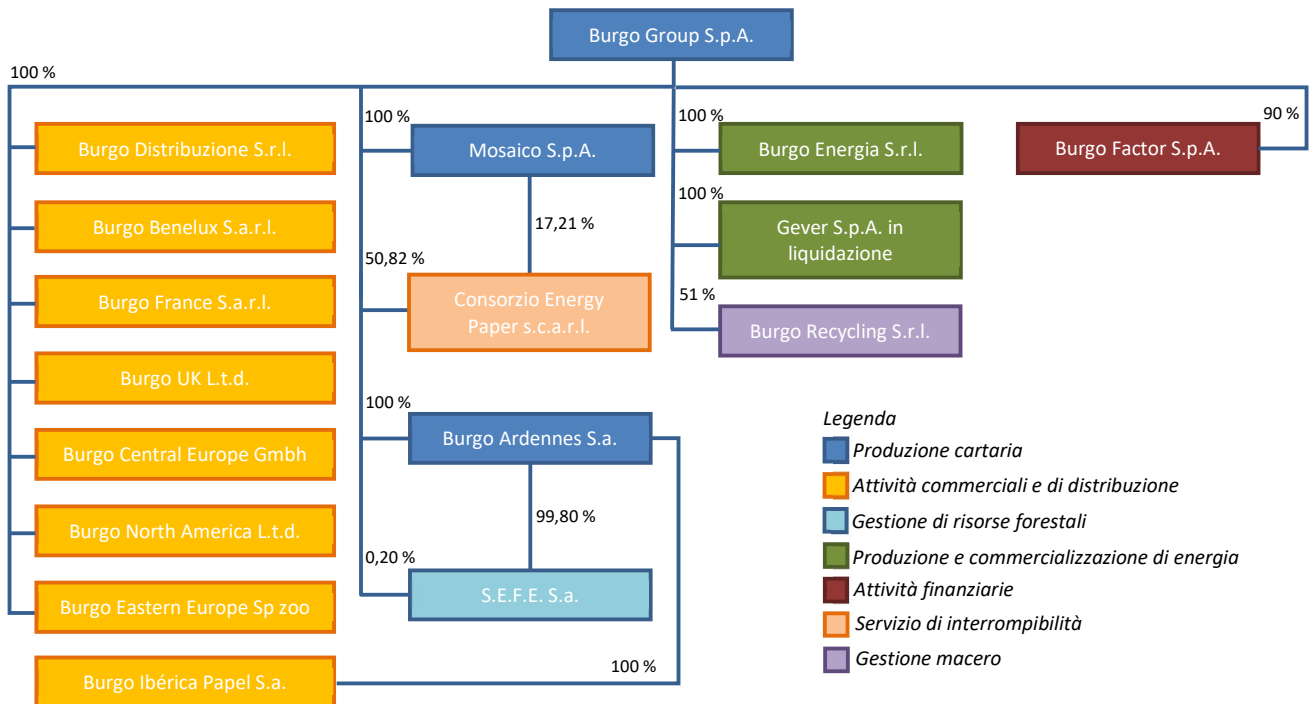 Burgo Group S.p.A.
100 %
Burgo Distribuzione S.r.l.
Burgo Benelux S.a.r.l.
Burgo France S.a.r.l.
Burgo UK L.t.d.
Burgo Central Europe Gmbh
Burgo North America L.t.d.
Burgo Eastern Europe Sp zoo
Burgo Ibérica Papel S.a.
100 %
100 %
Mosaico S.p.A.
17,21 %
50,82 %
Consorzio Energy
Paper s.c.a.r.l.
100 %
Burgo Ardennes S.a.
99,80 %
0,20 %
S.E.F.E. S.a.
100 %
Burgo Energia S.r.l.
100 %
Gever S.p.A. in
liquidazione
51 %
Burgo Recycling S.r.l.
90 %
Burgo Factor S.p.A.
Legenda
Produzione cartaria
Attività commerciali e di distribuzione
Gestione di risorse forestali
Produzione e commercializzazione di energia
Attività finanziarie
Servizio di interrompibilità
Gestione macero